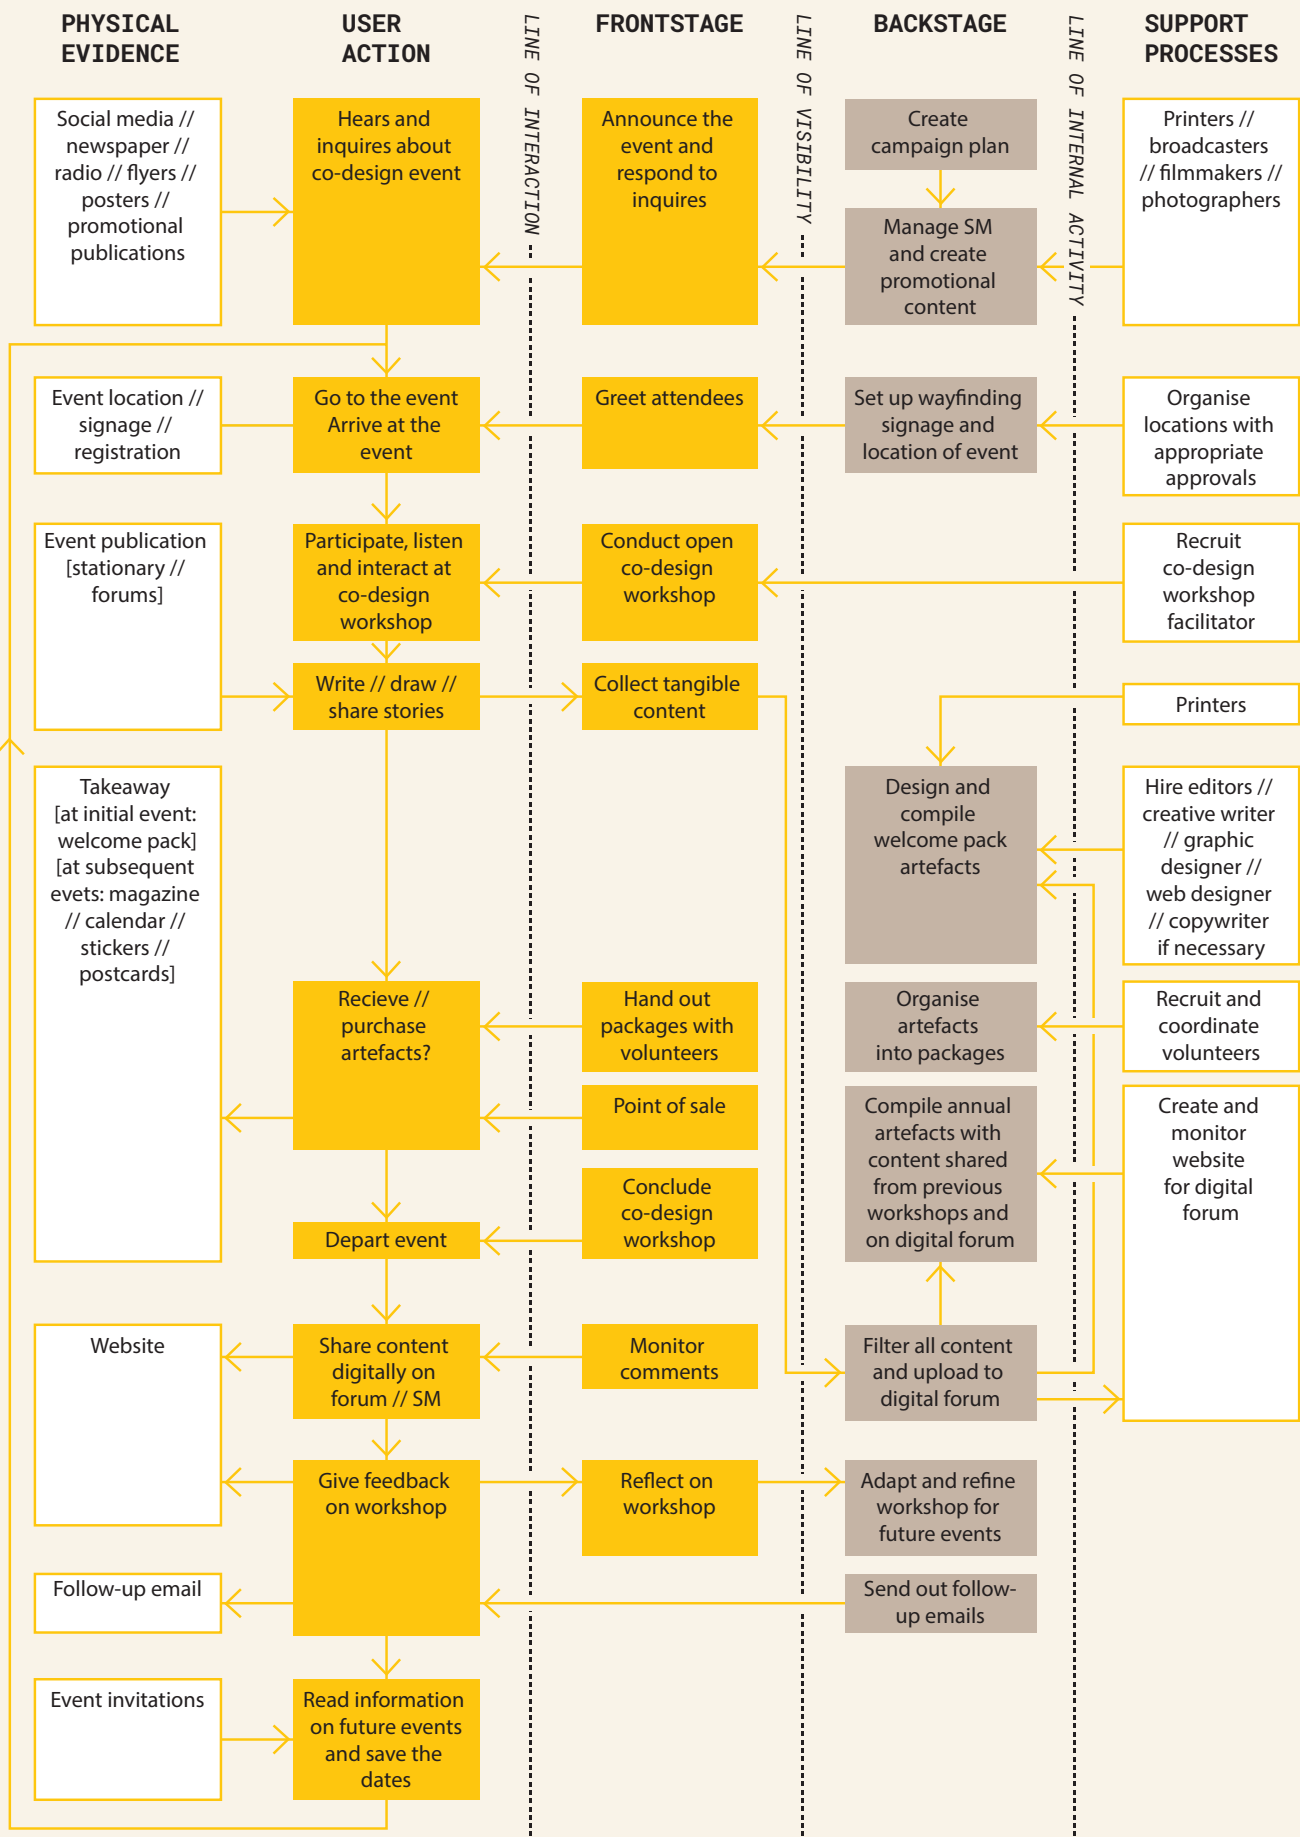 PHYSICAL
EVIDENCE
USER
ACTION
LINE OF INTERACTION
FRONTSTAGE
LINE OF VISIBILITY
BACKSTAGE
LINE OF INTERNAL ACTIVITY
SUPPORT
PROCESSES
Social media //
newspaper //
radio // flyers //
posters //
promotional
publications
Hears and
inquires about
co-design event
Announce the
event and
respond to
inquires
Create
campaign plan
Manage SM
and create
promotional
content
Printers //
broadcasters
// filmmakers //
photographers
Event location //
signage //
registration
Go to the event
Arrive at the
event
Greet attendees
Set up wayfinding
signage and
location of event
Organise
locations with
appropriate
approvals
Event publication
[stationary //
forums]
Participate, listen
and interact at
co-design
workshop
Conduct open
co-design
workshop
Recruit
co-design
workshop
facilitator
Write // draw //
share stories
Collect tangible
content
Printers
Takeaway
[at initial event:
welcome pack]
[at subsequent
evets: magazine
// calendar //
stickers //
postcards]
Design and
compile
welcome pack
artefacts
Hire editors //
creative writer
// graphic
designer //
web designer
// copywriter
if necessary
Recieve //
purchase
artefacts?
Hand out
packages with
volunteers
Organise
artefacts
into packages
Recruit and
coordinate
volunteers
Point of sale
Compile annual
artefacts with
content shared
from previous
workshops and
on digital forum
Create and
monitor
website
for digital
forum
Conclude
co-design
workshop
Depart event
Website
Share content
digitally on
forum // SM
Monitor
comments
Filter all content
and upload to
digital forum
Give feedback
on workshop
Reflect on
workshop
Adapt and refine
workshop for
future events
Follow-up email
Send out follow-
up emails
Event invitations
Read information
on future events
and save the
dates